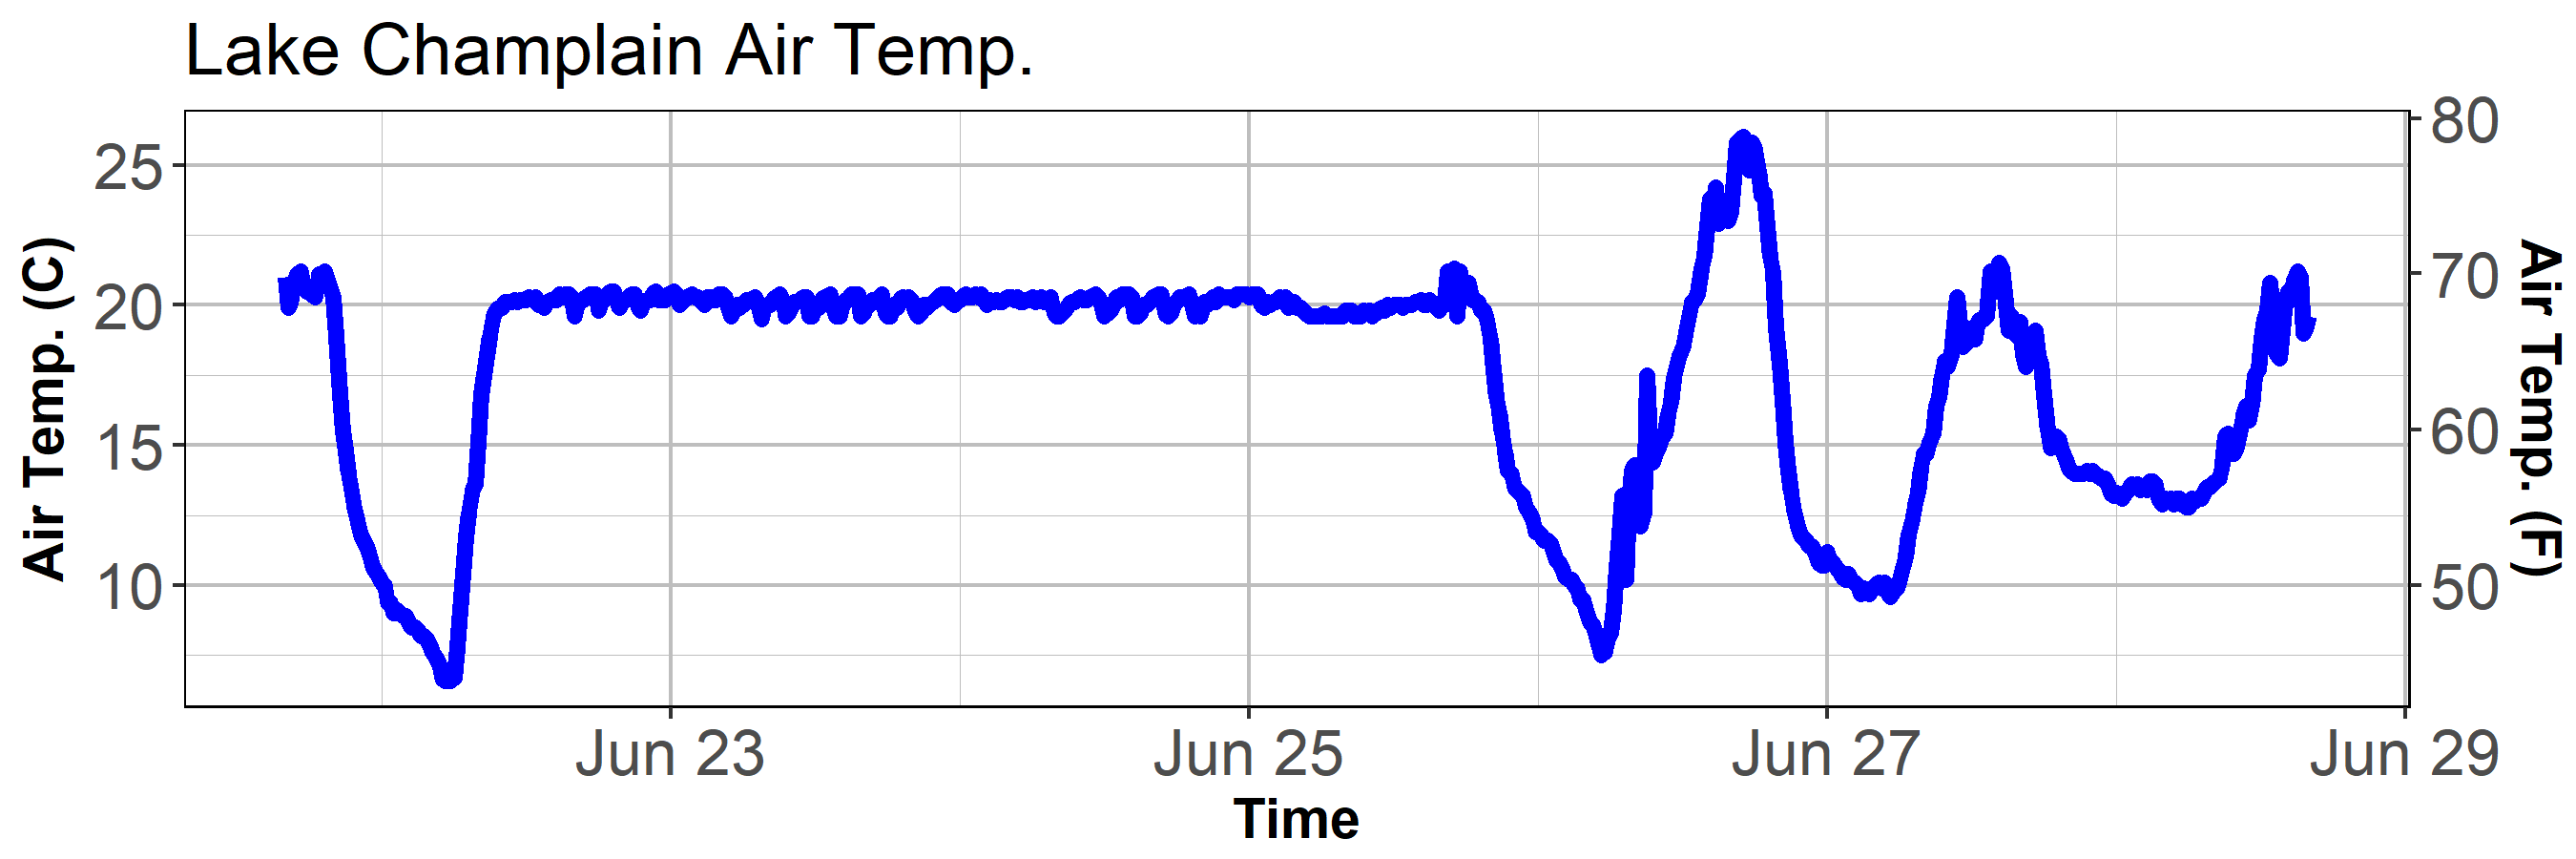 Lake Champlain Air Temp.
80
25
70
20
60
15
50
10
Air Temp. (C)
Air Temp. (F)
Jun 23
Jun 25
Jun 27
Jun 29
Time